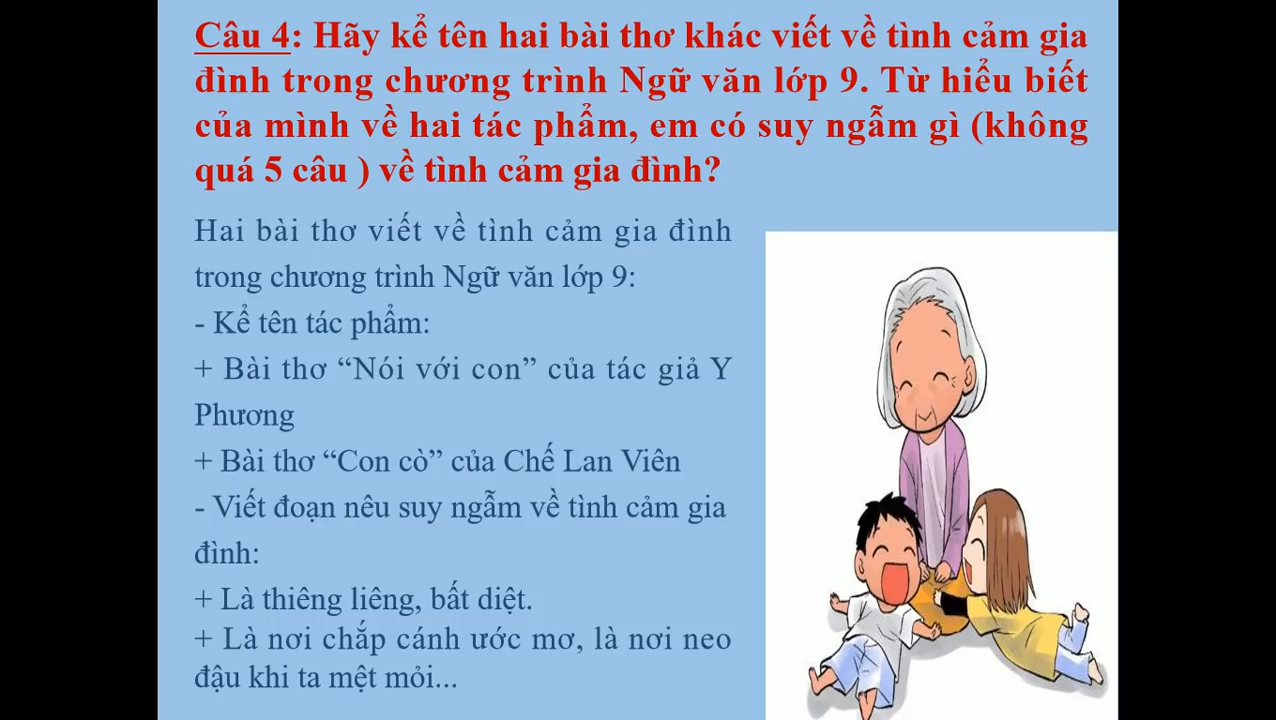 Câu 4: Hãy kể tên hai bài thơ khác viết về tình cảm gia
đình trong chương trình Ngữ văn lớp 9. Từ hiểu biết
của mình về hai tác phẩm, em có suy ngẫm gì (không
quá 5 câu ) về tình cảm gia đình?
Hai bài thơ viết về tình cảm gia đình
trong chương trình Ngữ văn lớp 9:
- Kể tên tác phẩm:
+ Bài thơ “Nói với con” của tác giả Y
Phương
+ Bài thơ “Con cò” của Chế Lan Viên
- Viết đoạn nêu suy ngẫm về tình cảm gia
đình:
+ Là thiêng liêng, bất diệt.
+ Là nơi chắp cánh ước mơ, là nơi neo
đậu khi ta mệt mỏi...